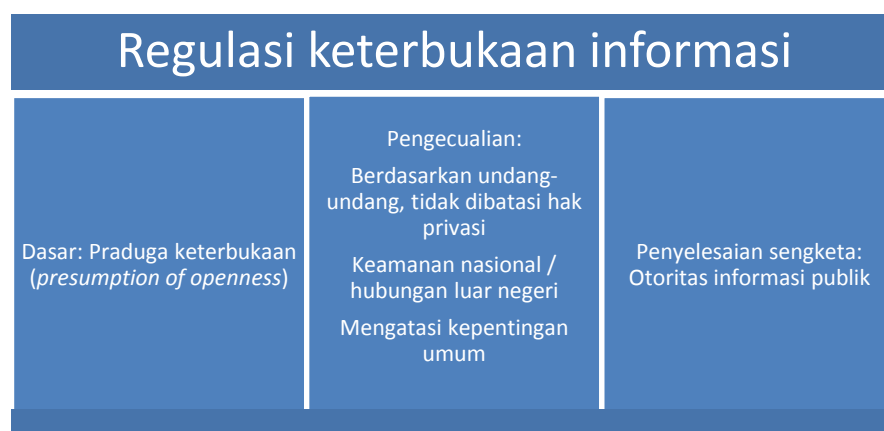 Regulasi keterbukaan informasi
Dasar: Praduga keterbukaan
(presumption of openness)
Pengecualian:
Berdasarkan undang-
undang, tidak dibatasi hak
privasi
Keamanan nasional /
hubungan luar negeri
Mengatasi kepentingan
umum
Penyelesaian sengketa:
Otoritas informasi publik